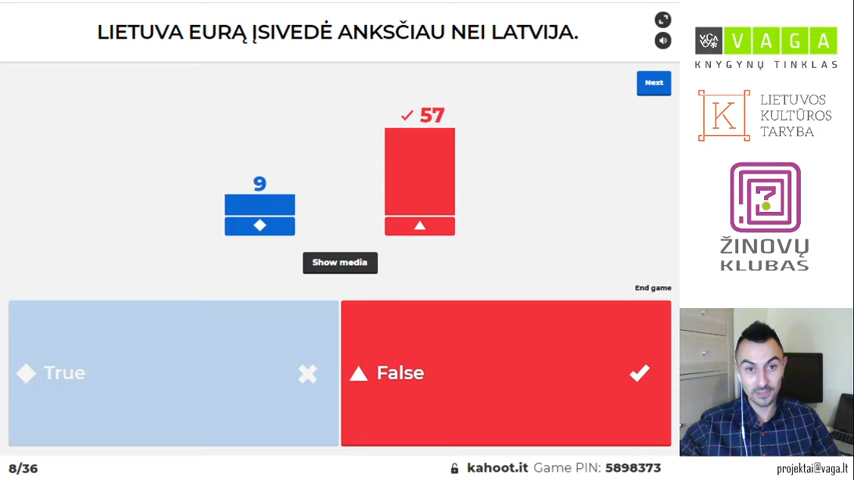 LIETUVA EURĄ ĮSIVEDĖ ANKSČIAU NEI LATVIJA.
Next
57
9
Show media
End game
True
False
8/36
kahoot.it Game PIN: 5898373
VAGA
KNYGYNŲ TINKLAS
K
LIETUVOS
KULTŪROS
TARYBA
?
ŽINOVŲ
KLUBAS
projektai@vaga.lt